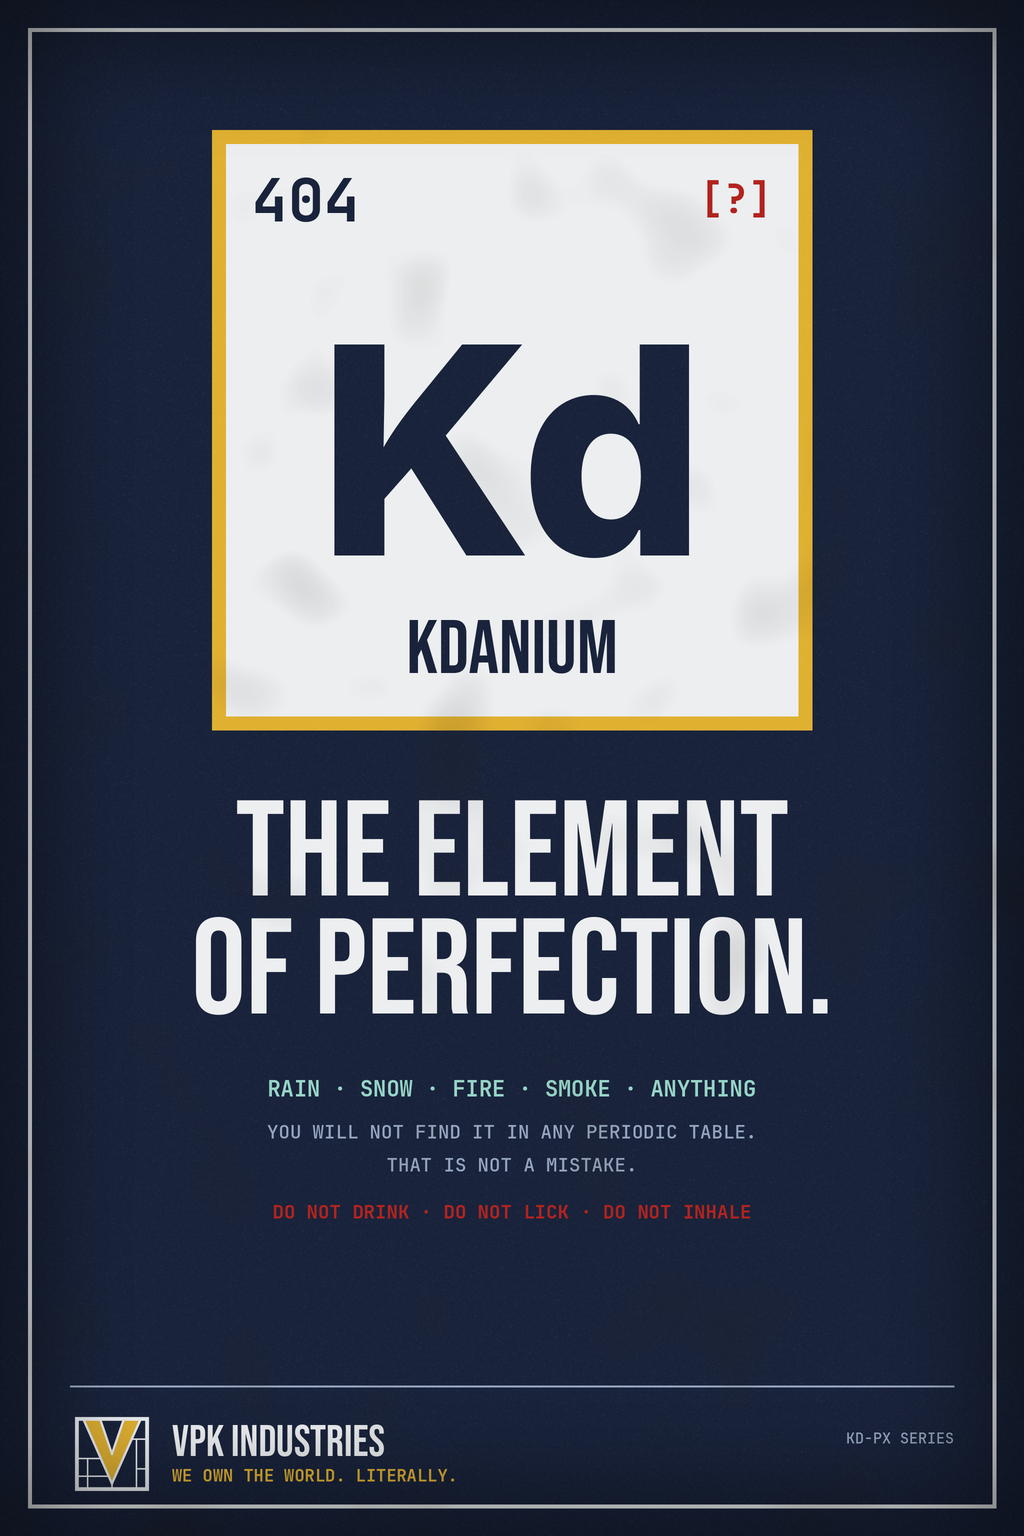 404
[?]
Kd
KDANIUM
THE ELEMENT
OF PERFECTION.
RAIN · SNOW · FIRE · SMOKE · ANYTHING
YOU WILL NOT FIND IT IN ANY PERIODIC TABLE.
THAT IS NOT A MISTAKE.
DO NOT DRINK · DO NOT LICK · DO NOT INHALE
V
VPK INDUSTRIES
WE OWN THE WORLD. LITERALLY.
KD-PX SERIES